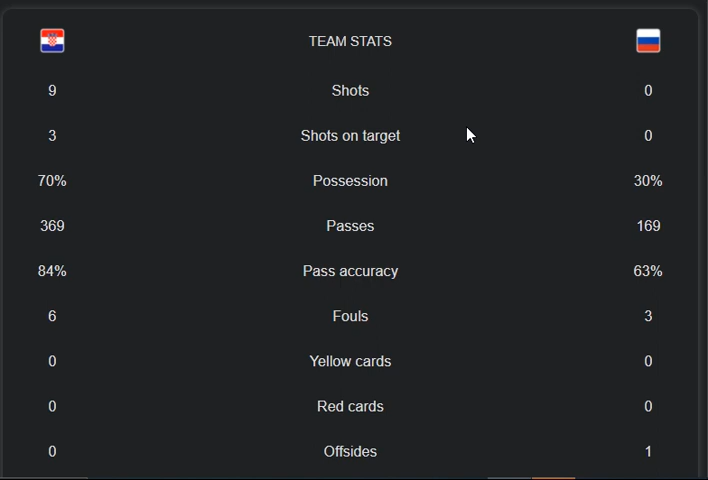 TEAM STATS
9 Shots 0
3 Shots on target 0
70% Possession 30%
369 Passes 169
84% Pass accuracy 63%
6 Fouls 3
0 Yellow cards 0
0 Red cards 0
0 Offsides 1